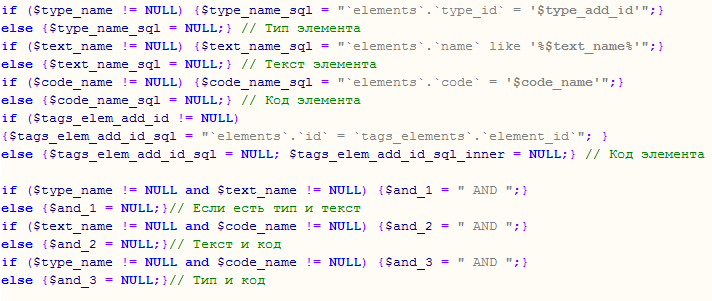 if ($type_name != NULL) {$type_name_sql = "`elements`.`type_id` = '$type_add_id'";}
else {$type_name_sql = NULL;} // Тип элемента
if ($text_name != NULL) {$text_name_sql = "`elements`.`name` like '%$text_name%'";}
else {$text_name_sql = NULL;} // Текст элемента
if ($code_name != NULL) {$code_name_sql = "`elements`.`code` = '$code_name'";}
else {$code_name_sql = NULL;} // Код элемента
if ($tags_elem_add_id != NULL)
{$tags_elem_add_id_sql = "`elements`.`id` = `tags_elements`.`element_id`"; }
else {$tags_elem_add_id_sql = NULL; $tags_elem_add_id_sql_inner = NULL;} // Код элемента
if ($type_name != NULL and $text_name != NULL) {$and_1 = " AND ";}
else {$and_1 = NULL;}// Если есть тип и текст
if ($text_name != NULL and $code_name != NULL) {$and_2 = " AND ";}
else {$and_2 = NULL;}// Текст и код
if ($type_name != NULL and $code_name != NULL) {$and_3 = " AND ";}
else {$and_3 = NULL;}// Тип и код